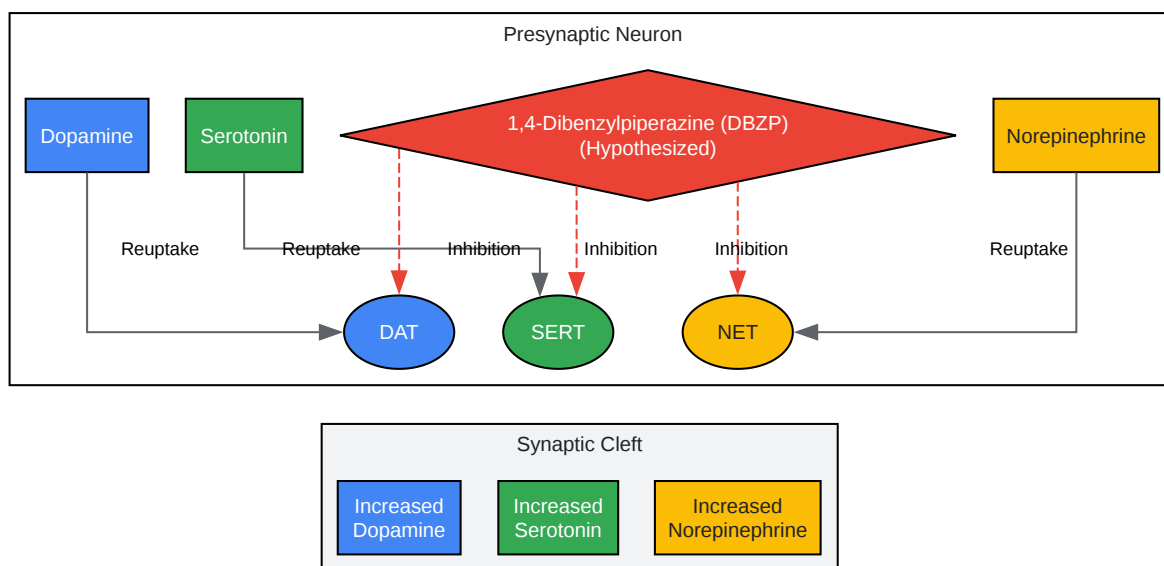 Presynaptic Neuron
Dopamine
Serotonin
1,4-Dibenzylpiperazine (DBZP)
(Hypothesized)
Norepinephrine
Reuptake
Reuptake
Inhibition
Inhibition
Inhibition
Reuptake
DAT
SERT
NET
Synaptic Cleft
Increased
Dopamine
Increased
Serotonin
Increased
Norepinephrine